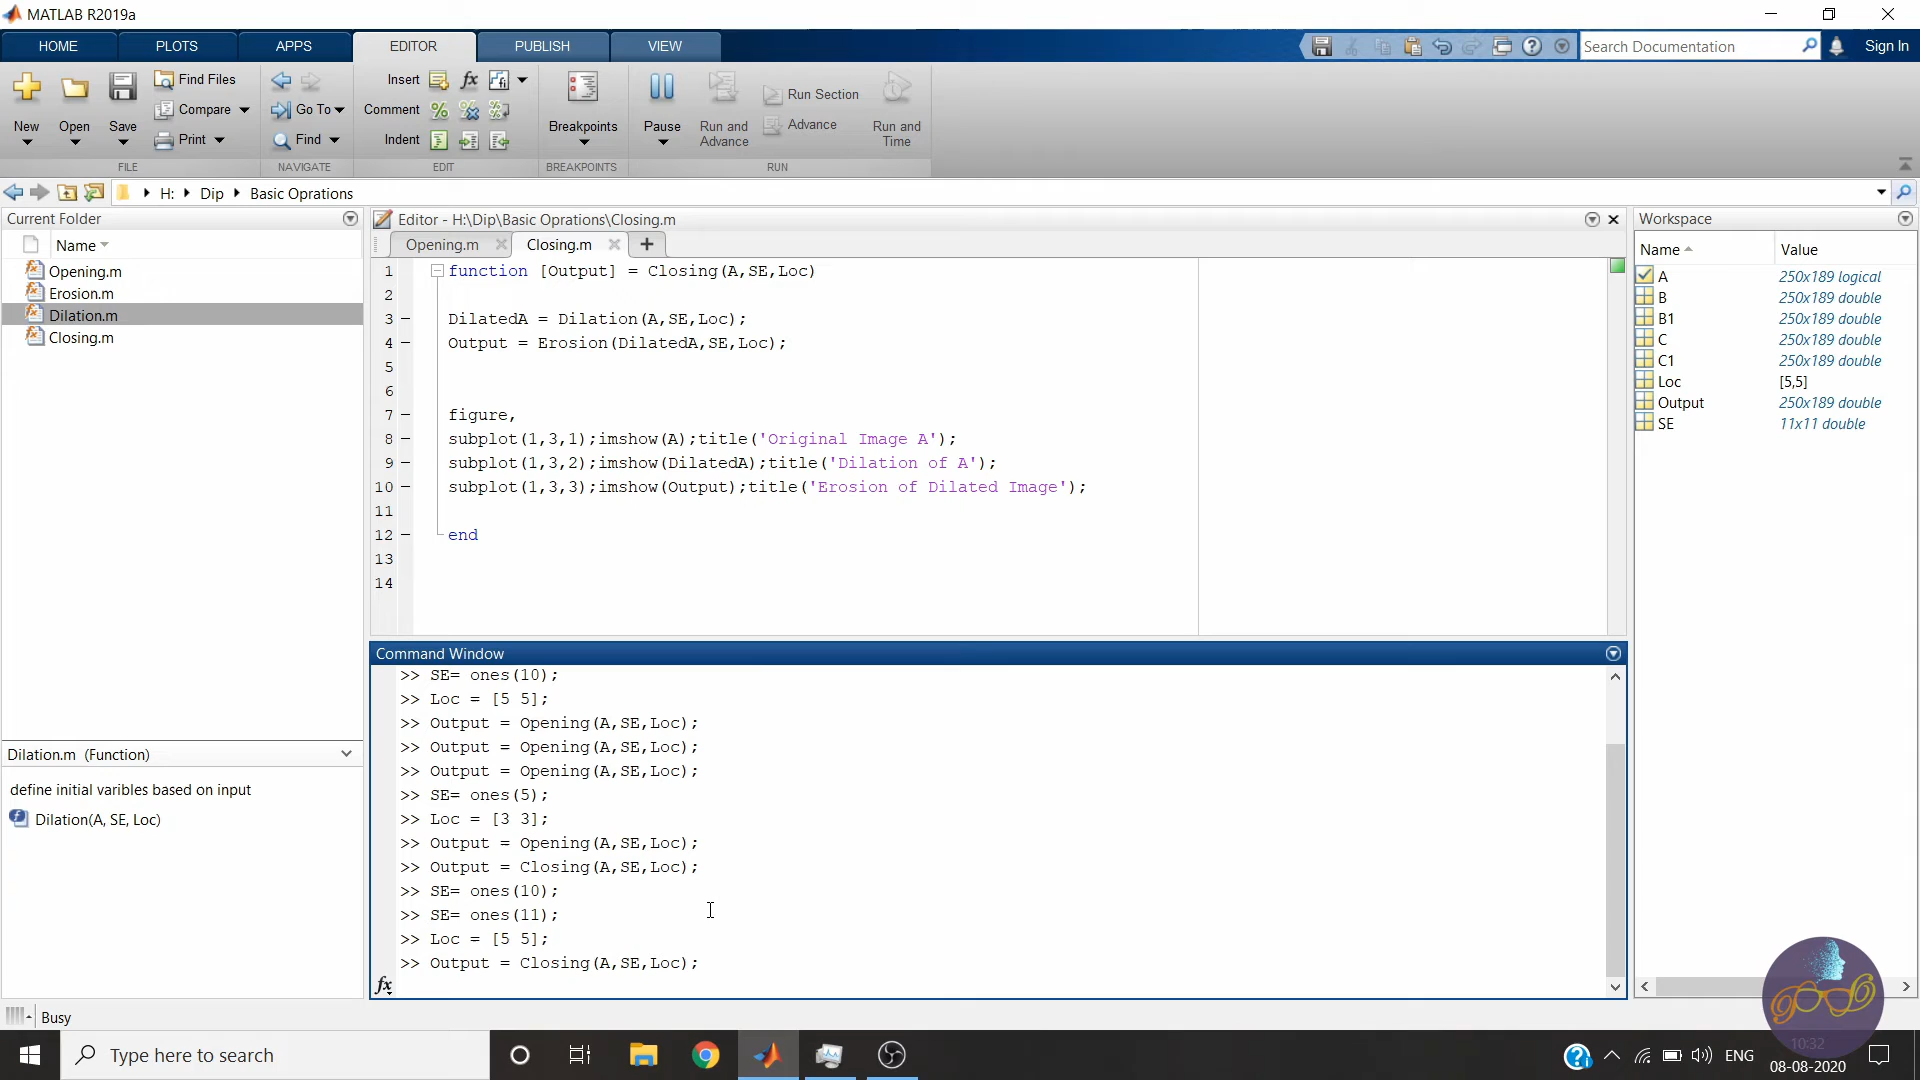 MATLAB R2019a
HOME PLOTS APPS EDITOR PUBLISH VIEW Search Documentation Sign In
New Open Save Find Files Compare Print
Go To Find
Insert fx
Comment
Indent
Breakpoints
Pause Run and Advance Run Section Advance Run and Time
FILE NAVIGATE EDIT BREAKPOINTS RUN
H: Dip Basic Oprations
Current Folder
Name
Opening.m
Erosion.m
Dilation.m
Closing.m
Dilation.m (Function)
define initial varibles based on input
Dilation(A, SE, Loc)
Editor - H:\Dip\Basic Oprations\Closing.m
Opening.m Closing.m
1 function [Output] = Closing(A,SE,Loc)
2
3 DilatedA = Dilation(A,SE,Loc);
4 Output = Erosion(DilatedA,SE,Loc);
5
6
7 figure,
8 subplot(1,3,1);imshow(A);title('Original Image A');
9 subplot(1,3,2);imshow(DilatedA);title('Dilation of A');
10 subplot(1,3,3);imshow(Output);title('Erosion of Dilated Image');
11
12 end
13
14
Command Window
>> SE= ones(10);
>> Loc = [5 5];
>> Output = Opening(A,SE,Loc);
>> Output = Opening(A,SE,Loc);
>> Output = Opening(A,SE,Loc);
>> SE= ones(5);
>> Loc = [3 3];
>> Output = Opening(A,SE,Loc);
>> Output = Closing(A,SE,Loc);
>> SE= ones(10);
>> SE= ones(11);
>> Loc = [5 5];
>> Output = Closing(A,SE,Loc);
fx
Workspace
Name Value
A 250x189 logical
B 250x189 double
B1 250x189 double
C 250x189 double
C1 250x189 double
Loc [5,5]
Output 250x189 double
SE 11x11 double
Busy
Type here to search
ENG
10:32
08-08-2020